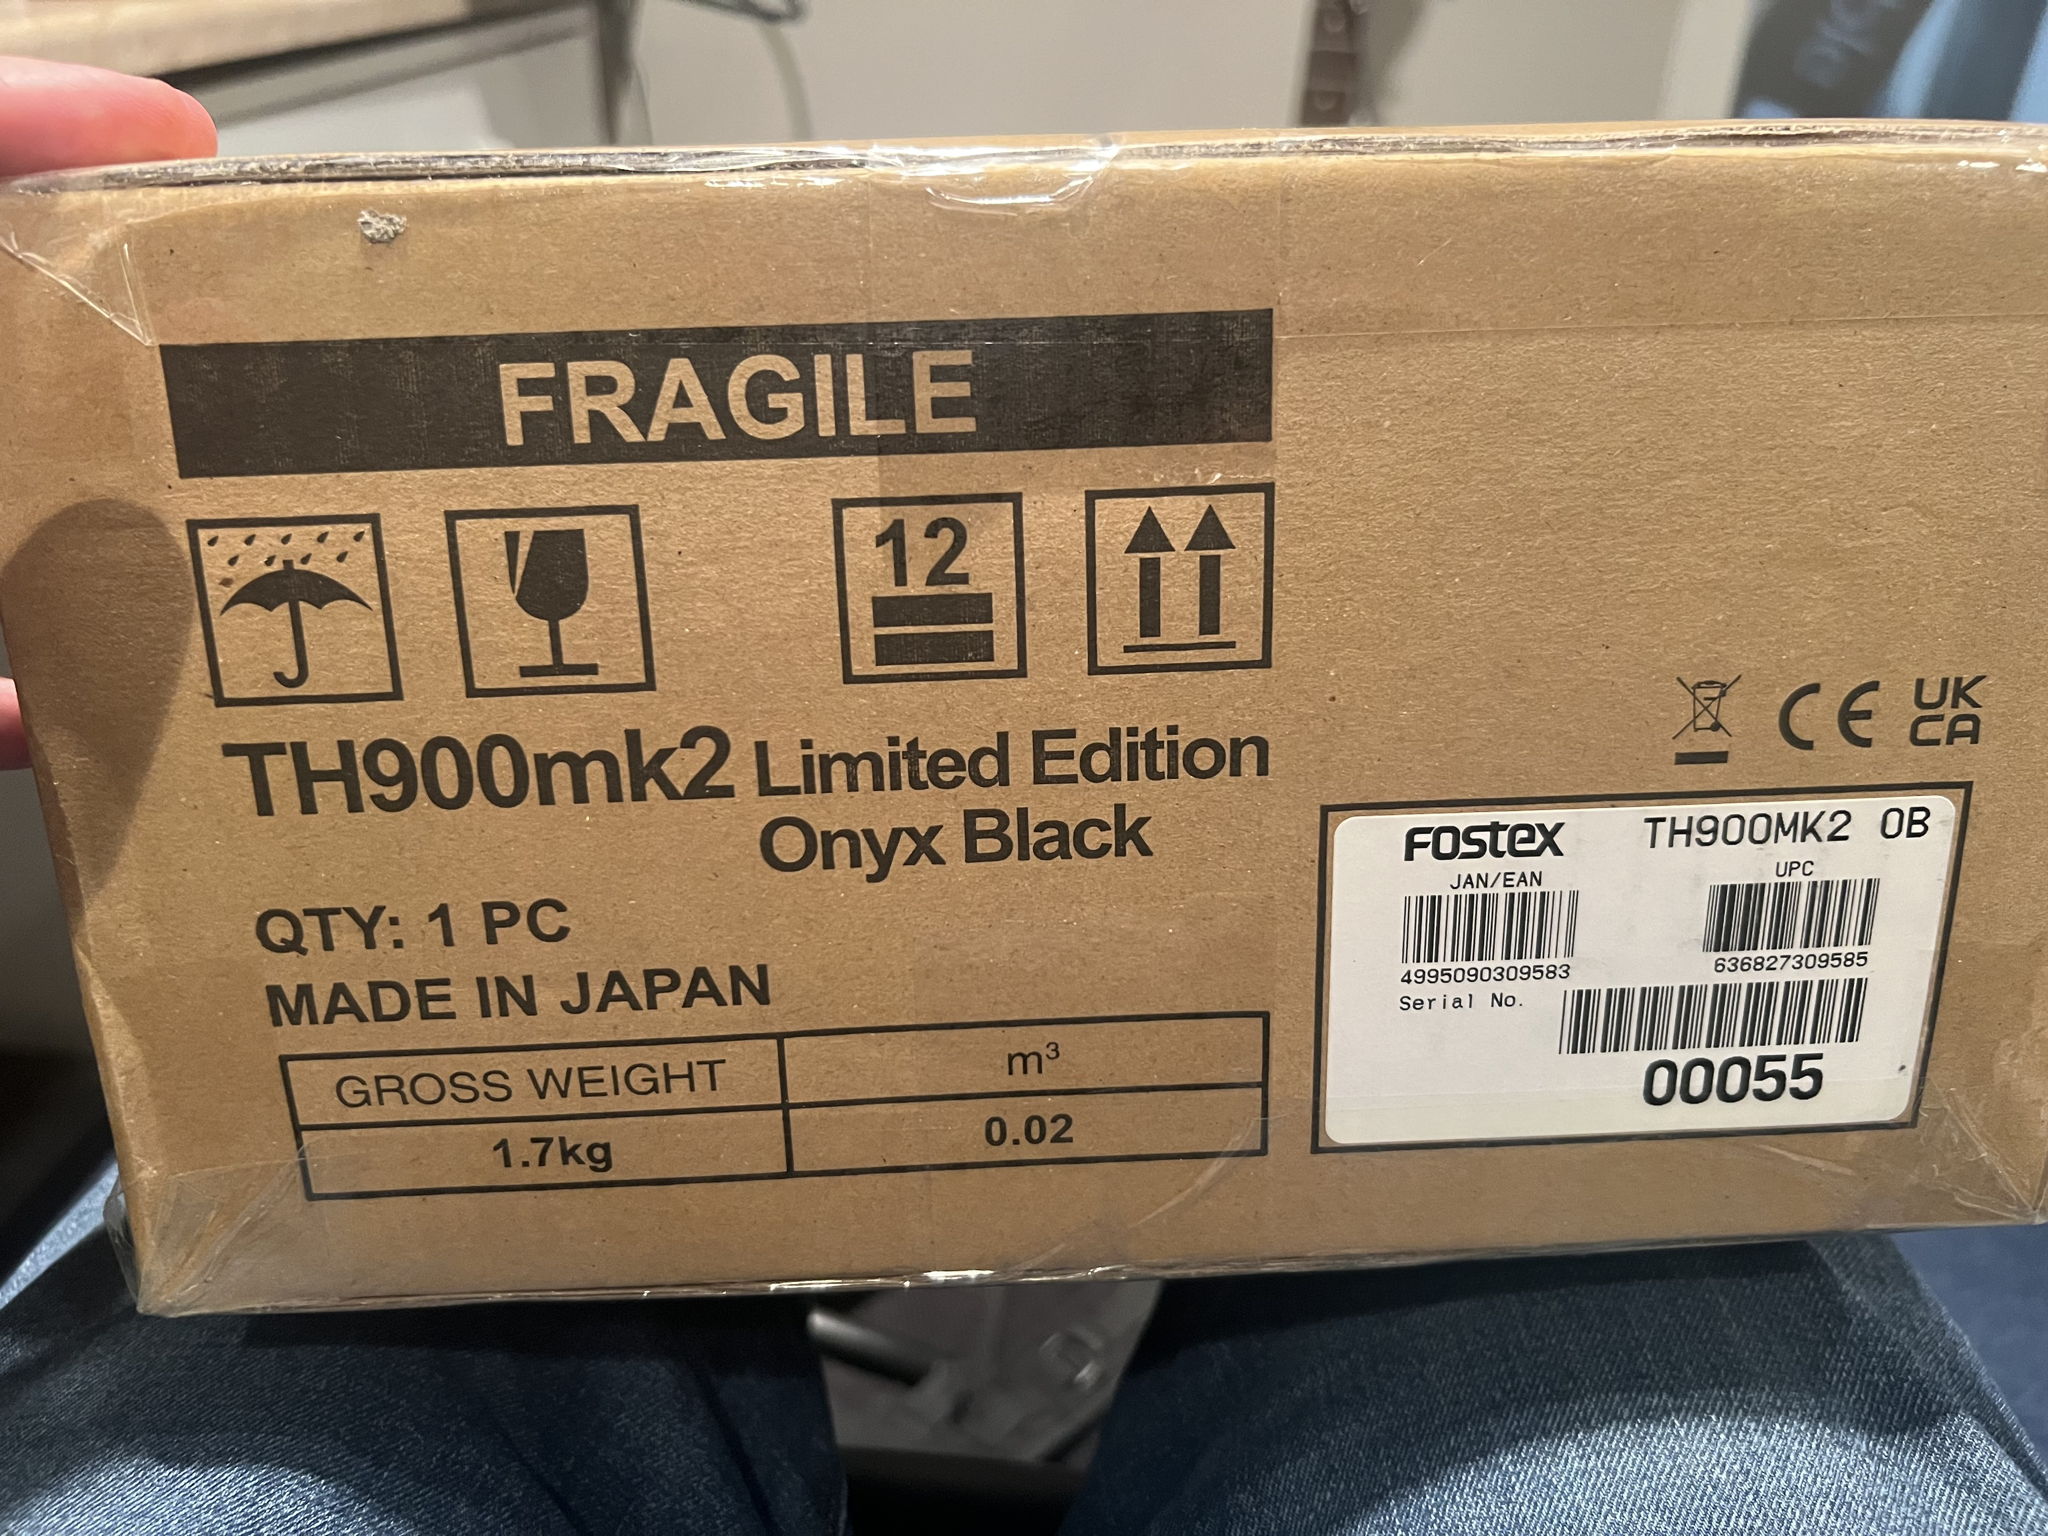 FRAGILE
12
TH900mk2 Limited Edition
Onyx Black
QTY: 1 PC
MADE IN JAPAN
GROSS WEIGHT m³
1.7kg 0.02
CE UK
CA
FOSTEX TH900MK2 OB
JAN/EAN UPC
4995090309583 636827309585
Serial No.
00055